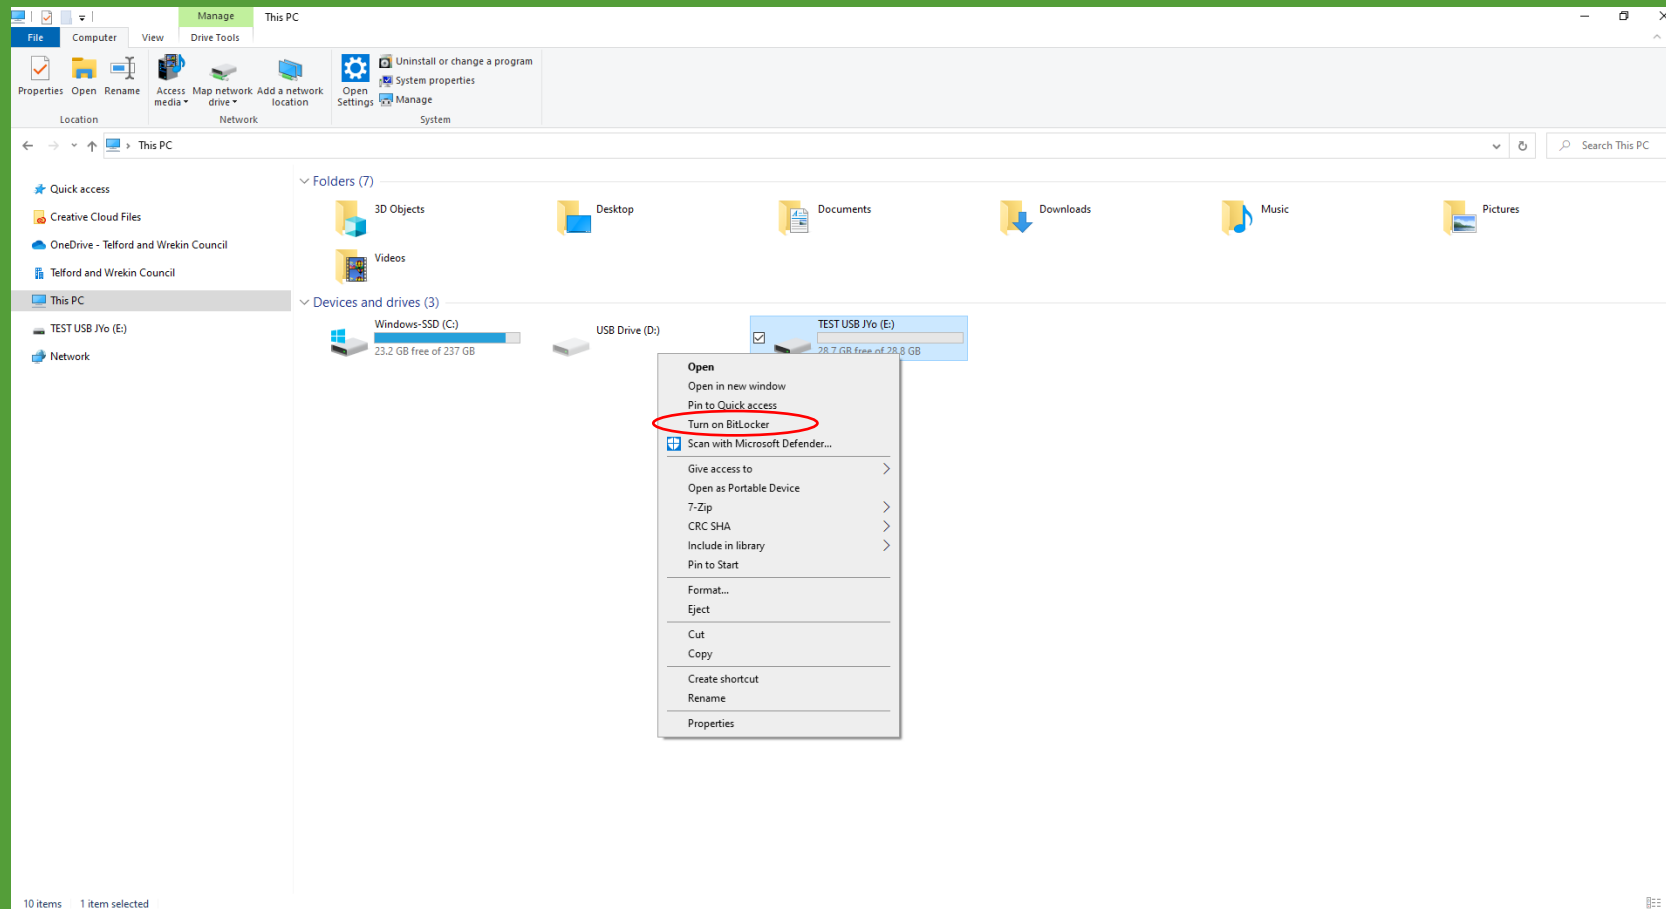 Manage This PC
File Computer View Drive Tools
Properties Open Rename
Access media
Map network drive
Add a network location
Open Settings
Uninstall or change a program
System properties
Manage
Location Network System
This PC
Search This PC
Quick access
Creative Cloud Files
OneDrive - Telford and Wrekin Council
Telford and Wrekin Council
This PC
TEST USB JYo (E:)
Network
Folders (7)
3D Objects
Desktop
Documents
Downloads
Music
Pictures
Videos
Devices and drives (3)
Windows-SSD (C:)
23.2 GB free of 237 GB
USB Drive (D:)
TEST USB JYo (E:)
28.7 GB free of 28.8 GB
Open
Open in new window
Pin to Quick access
Turn on BitLocker
Scan with Microsoft Defender...
Give access to
Open as Portable Device
7-Zip
CRC SHA
Include in library
Pin to Start
Format...
Eject
Cut
Copy
Create shortcut
Rename
Properties
10 items 1 item selected